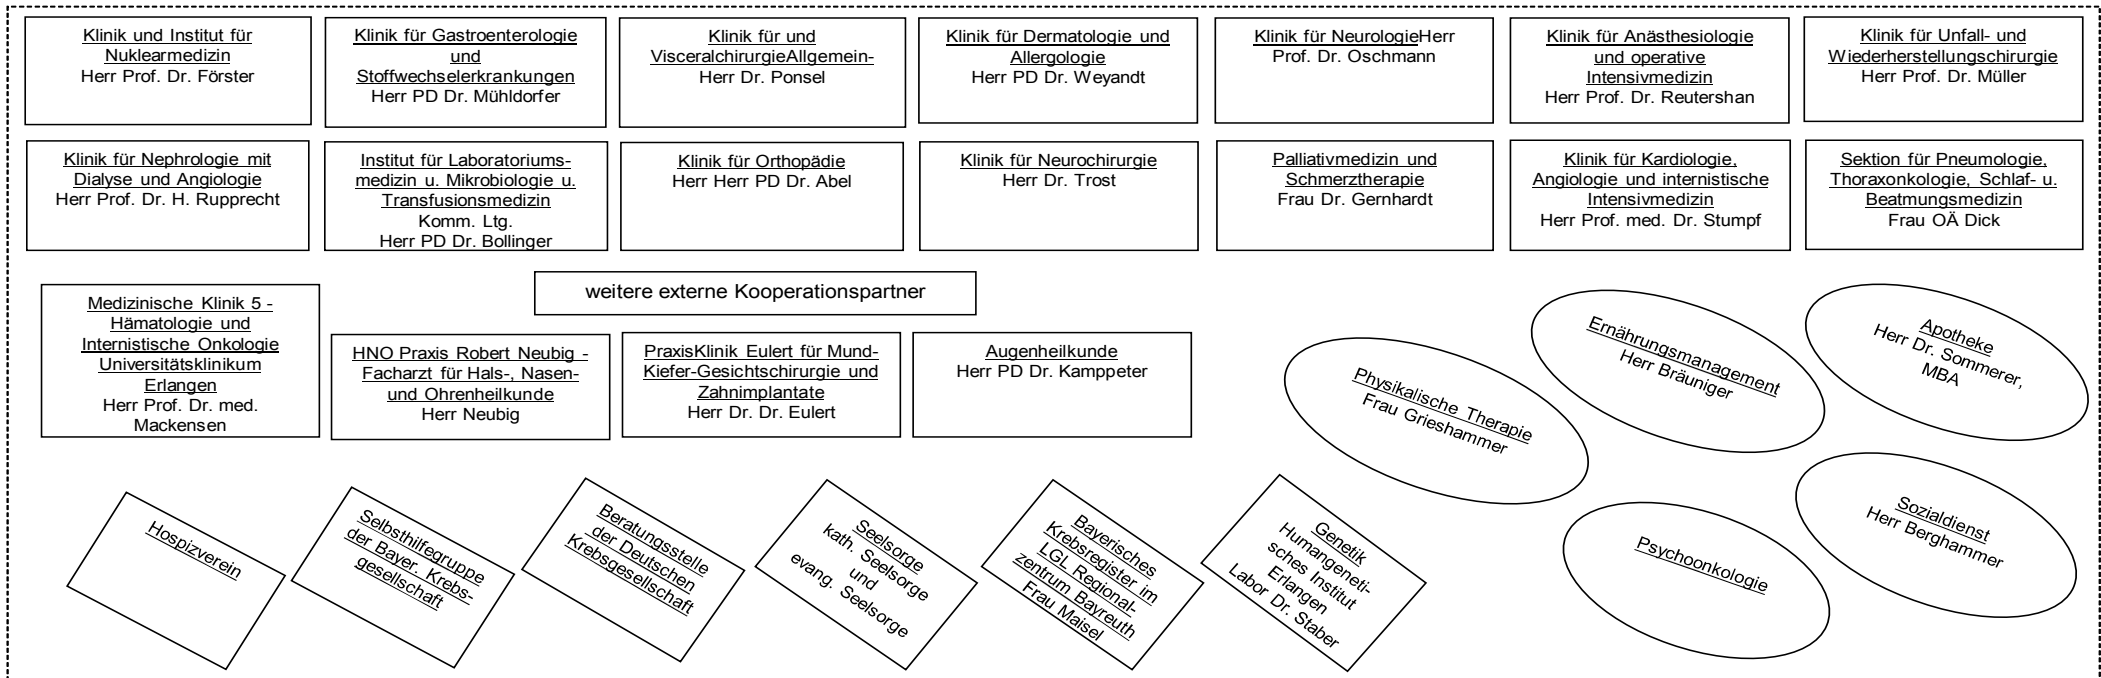 Klinik und Institut für
Nuklearmedizin
Herr Prof. Dr. Förster
Klinik für Gastroenterologie
und
Stoffwechselerkrankungen
Herr PD Dr. Mühldorfer
Klinik für und
VisceralchirurgieAllgemein-
Herr Dr. Ponsel
Klinik für Dermatologie und
Allergologie
Herr PD Dr. Weyandt
Klinik für NeurologieHerr
Prof. Dr. Oschmann
Klinik für Anästhesiologie
und operative
Intensivmedizin
Herr Prof. Dr. Reutershan
Klinik für Unfall- und
Wiederherstellungschirurgie
Herr Prof. Dr. Müller
Klinik für Nephrologie mit
Dialyse und Angiologie
Herr Prof. Dr. H. Rupprecht
Institut für Laboratoriums-
medizin u. Mikrobiologie u.
Transfusionsmedizin
Komm. Ltg.
Herr PD Dr. Bollinger
Klinik für Orthopädie
Herr Herr PD Dr. Abel
Klinik für Neurochirurgie
Herr Dr. Trost
Palliativmedizin und
Schmerztherapie
Frau Dr. Gernhardt
Klinik für Kardiologie,
Angiologie und internistische
Intensivmedizin
Herr Prof. med. Dr. Stumpf
Sektion für Pneumologie,
Thoraxonkologie, Schlaf- u.
Beatmungsmedizin
Frau OÄ Dick
weitere externe Kooperationspartner
Medizinische Klinik 5 -
Hämatologie und
Internistische Onkologie
Universitätsklinikum
Erlangen
Herr Prof. Dr. med.
Mackensen
HNO Praxis Robert Neubig -
Facharzt für Hals-, Nasen-
und Ohrenheilkunde
Herr Neubig
PraxisKlinik Eulert für Mund-
Kiefer-Gesichtschirurgie und
Zahnimplantate
Herr Dr. Dr. Eulert
Augenheilkunde
Herr PD Dr. Kamppeter
Physikalische Therapie
Frau Grieshammer
Ernährungsmanagement
Herr Bräuniger
Apotheke
Herr Dr. Sommerer,
MBA
Hospizverein
Selbsthilfegruppe
der Bayer. Krebs-
gesellschaft
Beratungsstelle
der Deutschen
Krebsgesellschaft
Seelsorge
kath. Seelsorge
und
evang. Seelsorge
Bayerisches
Krebsregister im
LGL Regional-
zentrum Bayreuth
Frau Maisel
Genetik
Humangeneti-
sches Institut
Erlangen
Labor Dr. Staber
Psychoonkologie
Sozialdienst
Herr Berghammer